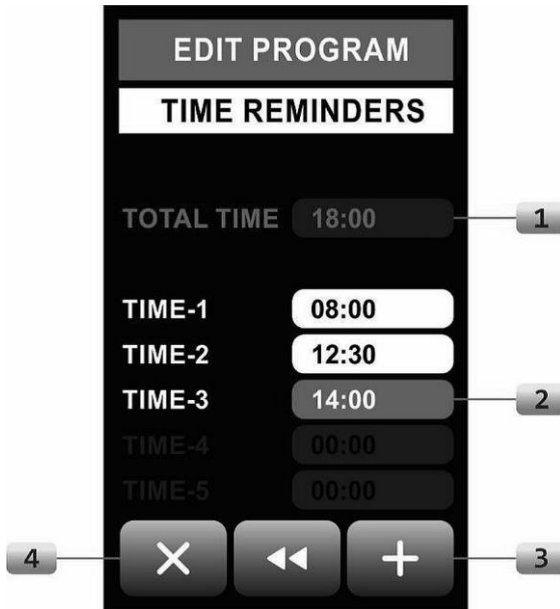 EDIT PROGRAM
TIME REMINDERS
TOTAL TIME 18:00 1
TIME-1 08:00
TIME-2 12:30
TIME-3 14:00 2
TIME-4 00:00
TIME-5 00:00
4 3